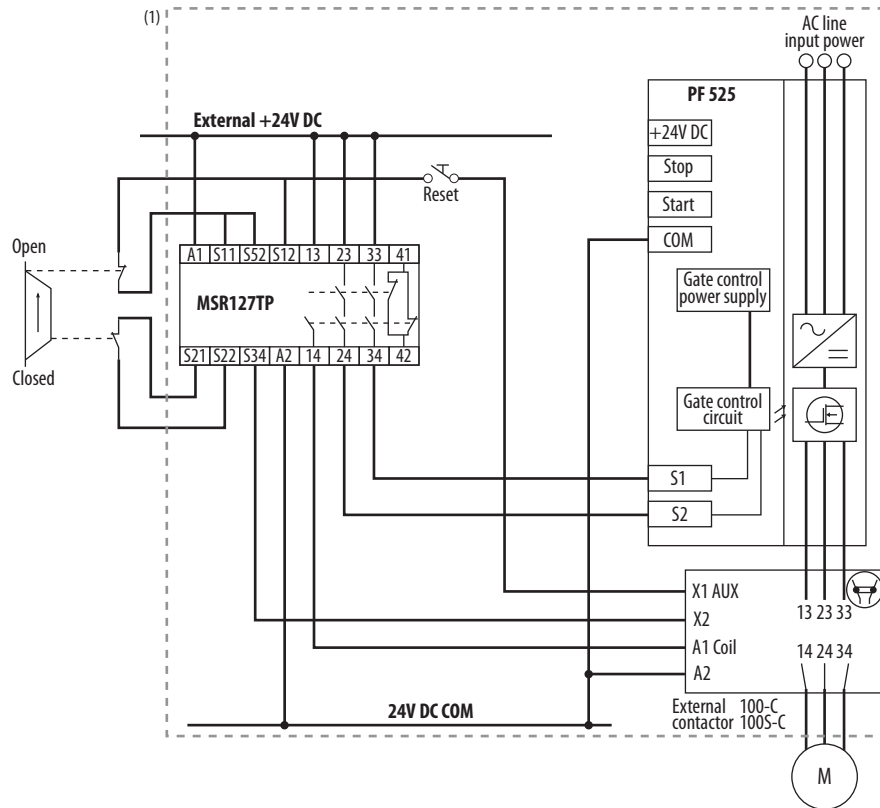 (1)
AC line
input power
PF 525
External +24V DC
+24V DC
Stop
Reset
Start
COM
Open
A1 S11 S52 S12 13 23 33 41
MSR127TP
Gate control
power supply
S21 S22 S34 A2 14 24 34 42
Closed
Gate control
circuit
S1
S2
X1 AUX
X2
A1 Coil
A2
13 23 33
14 24 34
24V DC COM
External 100-C
contactor 100S-C
M